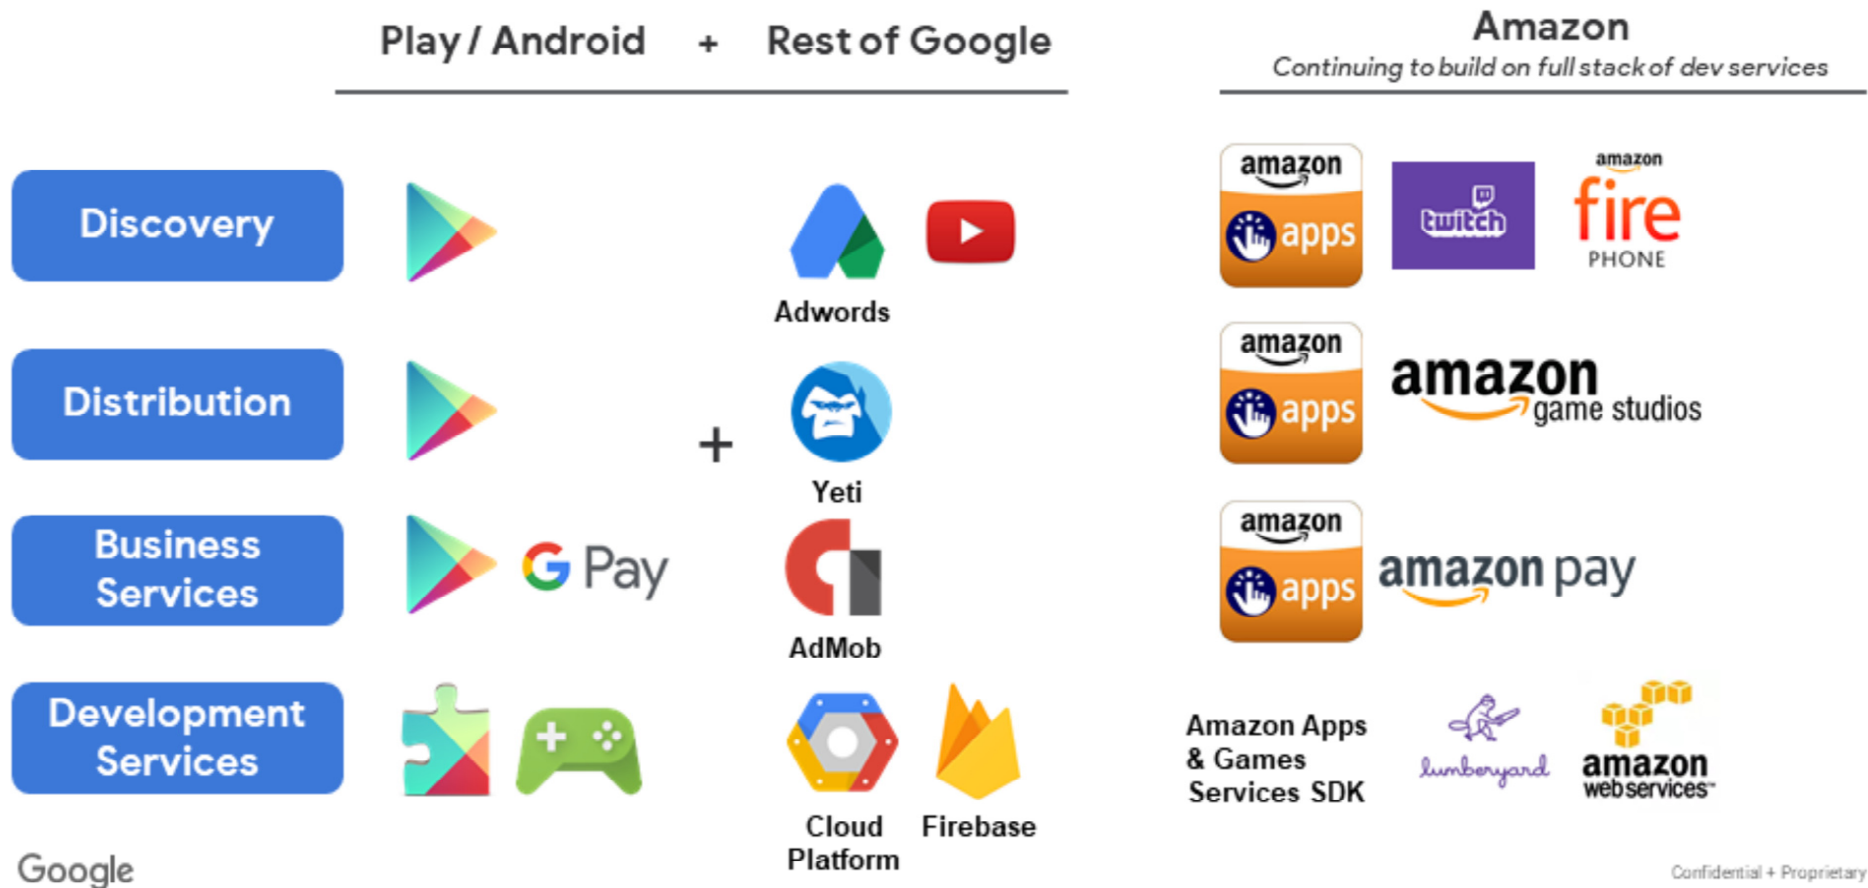 Play / Android + Rest of Google
Amazon
Continuing to build on full stack of dev services
Discovery
Adwords
amazon
apps
twitch
amazon
fire
PHONE
Distribution
+
Yeti
amazon
apps
amazon
game studios
Business
Services
G Pay
AdMob
amazon
apps
amazon pay
Development
Services
Cloud
Platform
Firebase
Amazon Apps
& Games
Services SDK
lumberyard
amazon
web services™
Google
Confidential + Proprietary